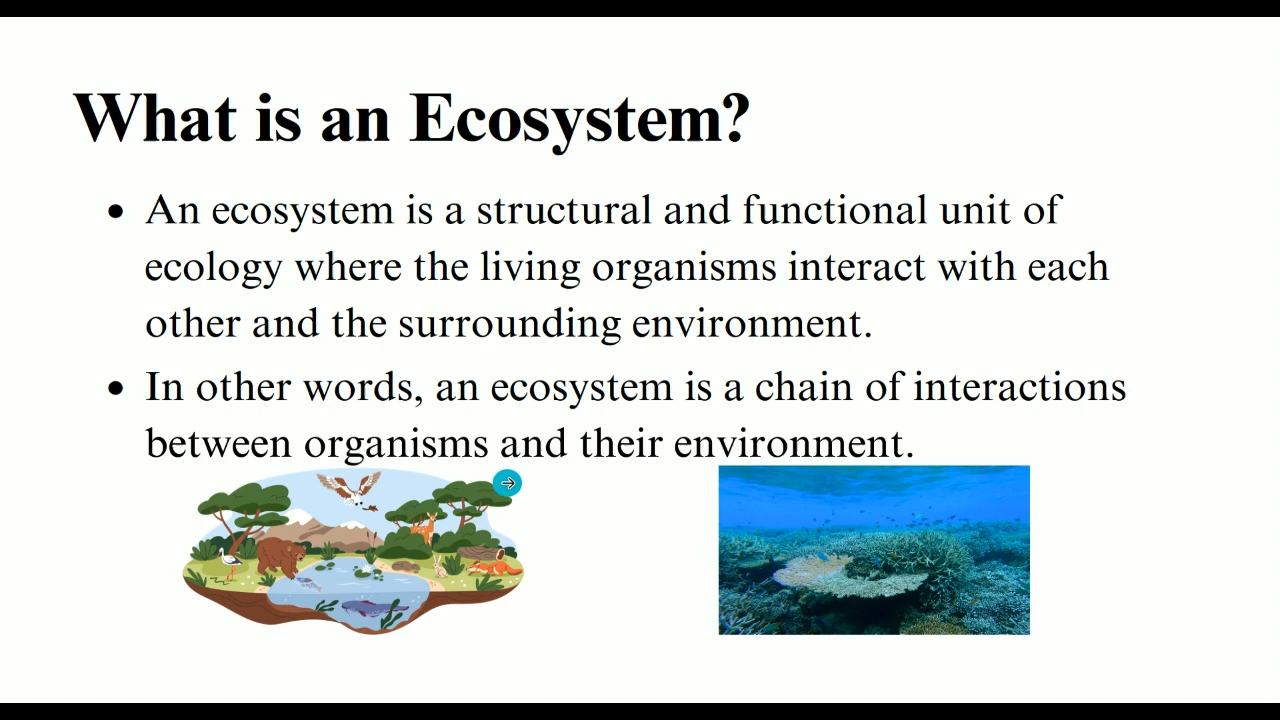 What is an Ecosystem?
• An ecosystem is a structural and functional unit of
ecology where the living organisms interact with each
other and the surrounding environment.
• In other words, an ecosystem is a chain of interactions
between organisms and their environment.